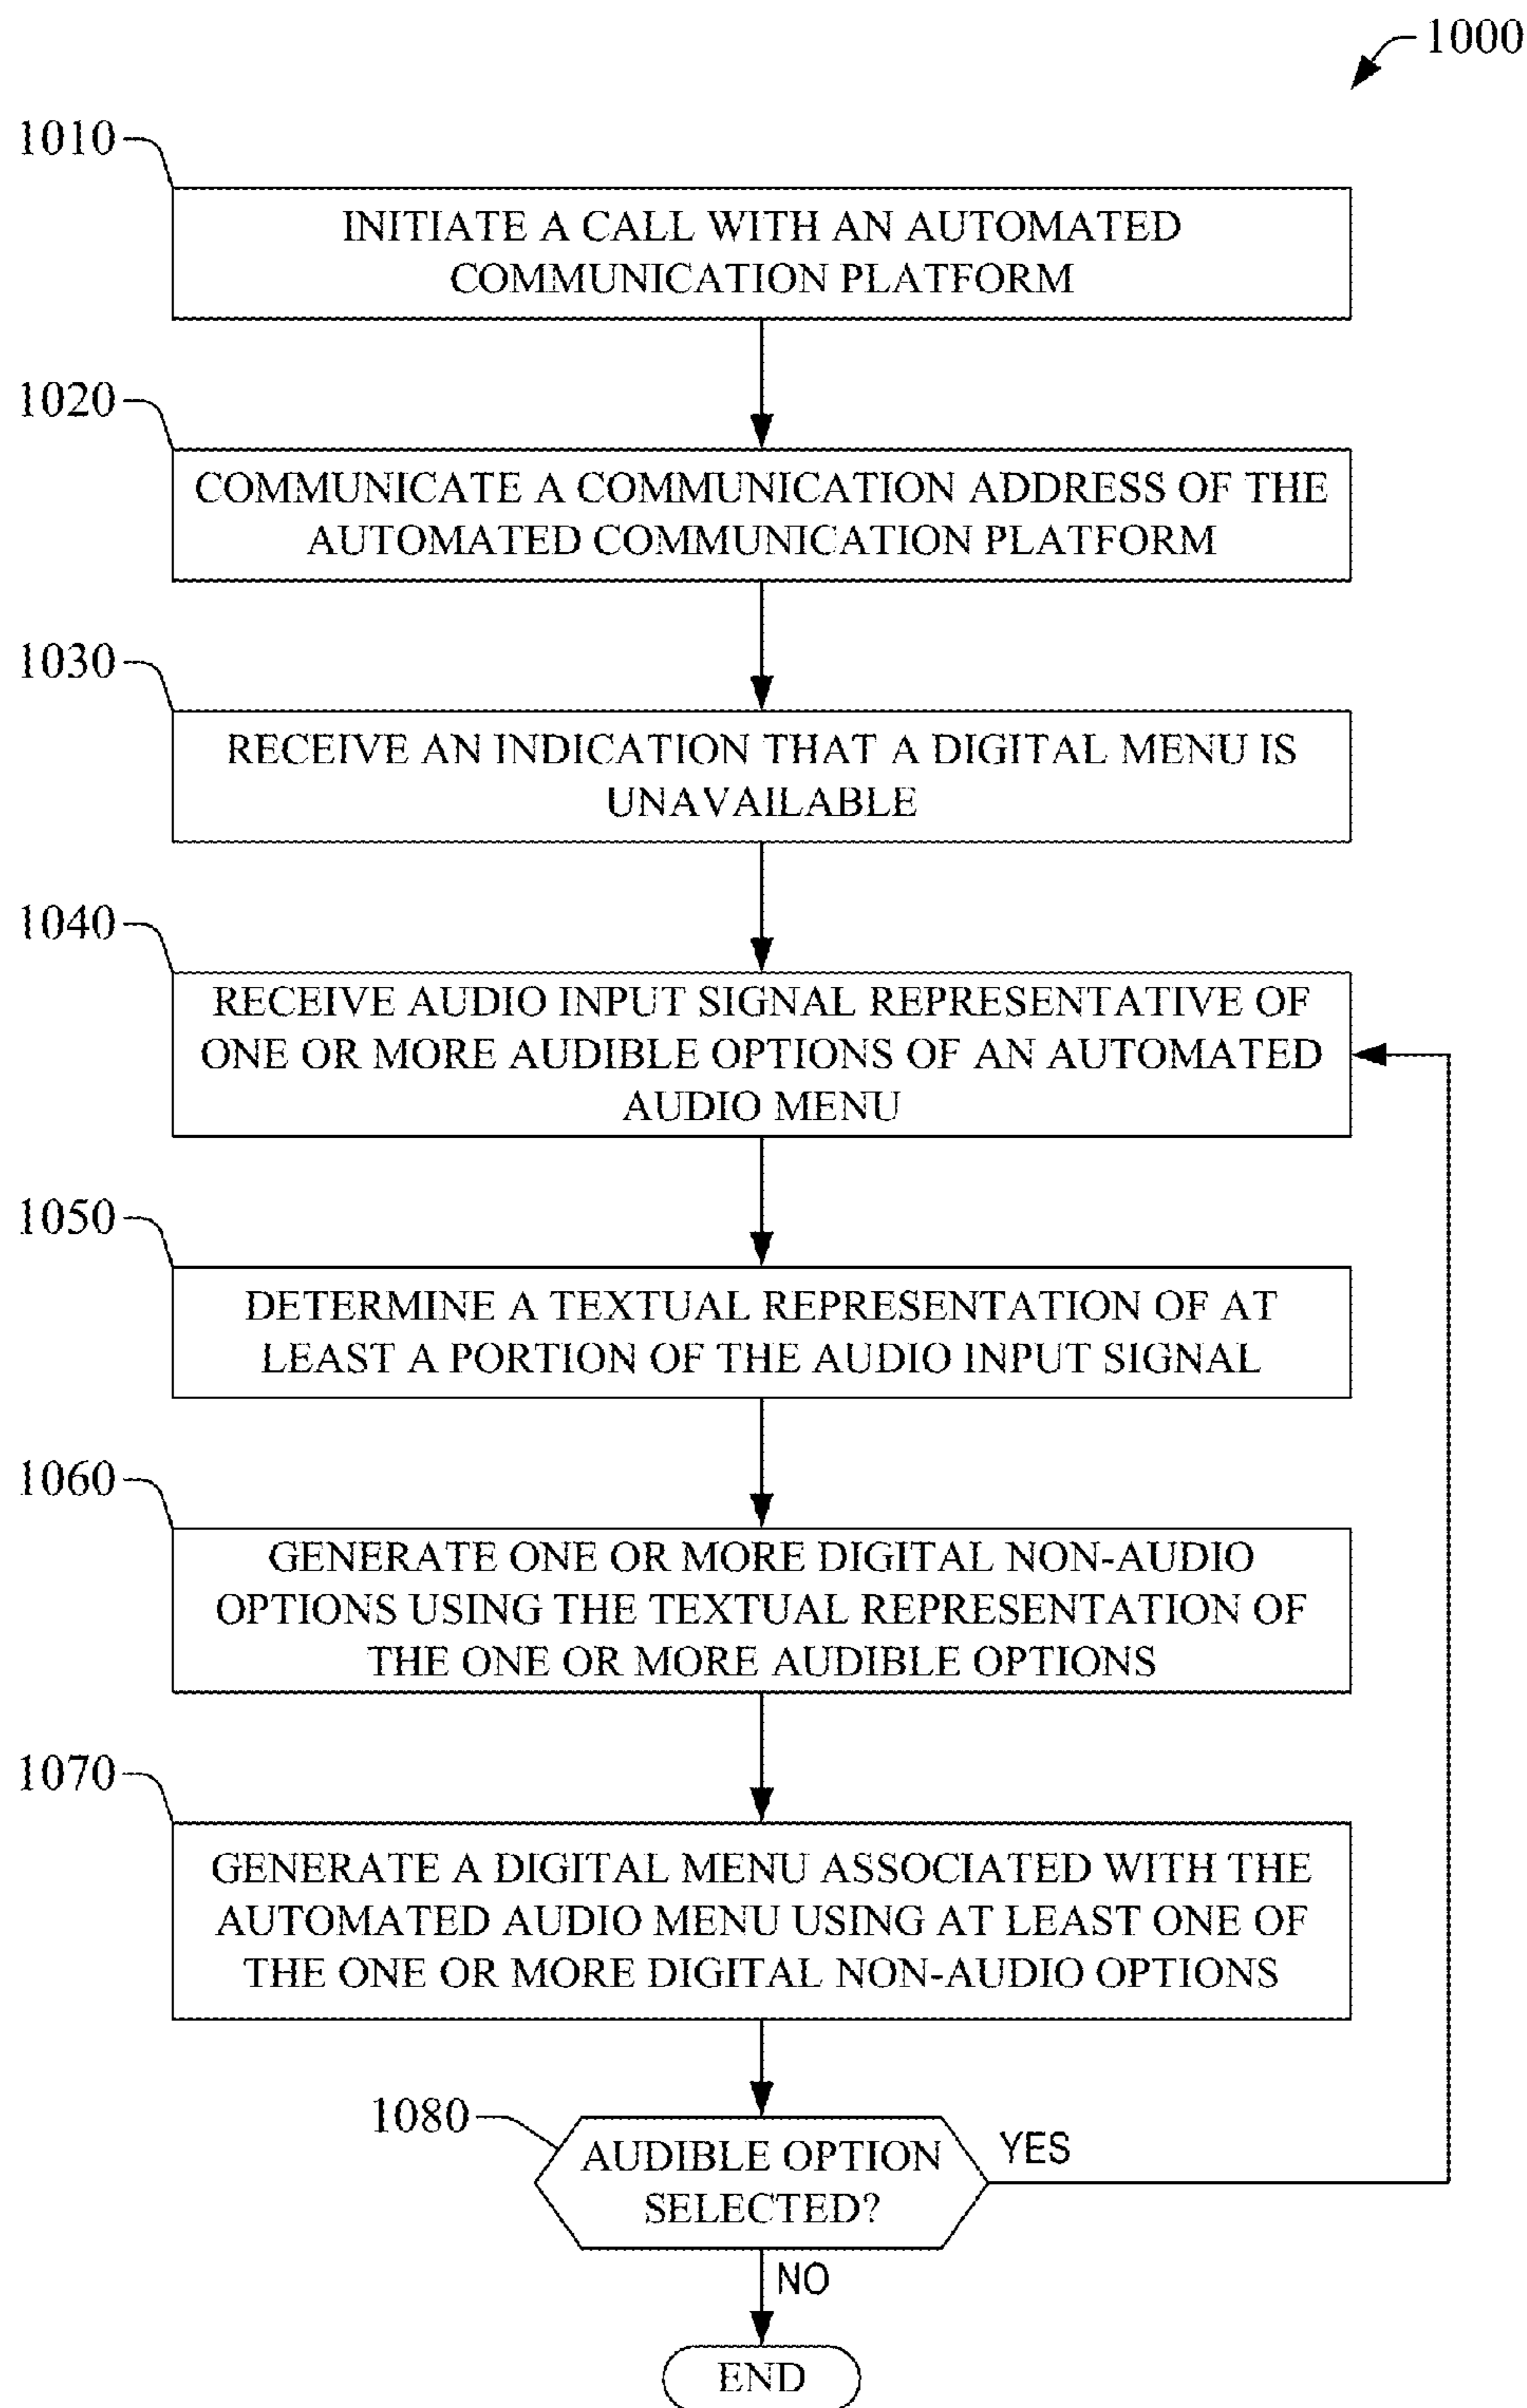 1000
1010
INITIATE A CALL WITH AN AUTOMATED
COMMUNICATION PLATFORM
1020
COMMUNICATE A COMMUNICATION ADDRESS OF THE
AUTOMATED COMMUNICATION PLATFORM
1030
RECEIVE AN INDICATION THAT A DIGITAL MENU IS
UNAVAILABLE
1040
RECEIVE AUDIO INPUT SIGNAL REPRESENTATIVE OF
ONE OR MORE AUDIBLE OPTIONS OF AN AUTOMATED
AUDIO MENU
1050
DETERMINE A TEXTUAL REPRESENTATION OF AT
LEAST A PORTION OF THE AUDIO INPUT SIGNAL
1060
GENERATE ONE OR MORE DIGITAL NON-AUDIO
OPTIONS USING THE TEXTUAL REPRESENTATION OF
THE ONE OR MORE AUDIBLE OPTIONS
1070
GENERATE A DIGITAL MENU ASSOCIATED WITH THE
AUTOMATED AUDIO MENU USING AT LEAST ONE OF
THE ONE OR MORE DIGITAL NON-AUDIO OPTIONS
1080
AUDIBLE OPTION
SELECTED?
YES
NO
END